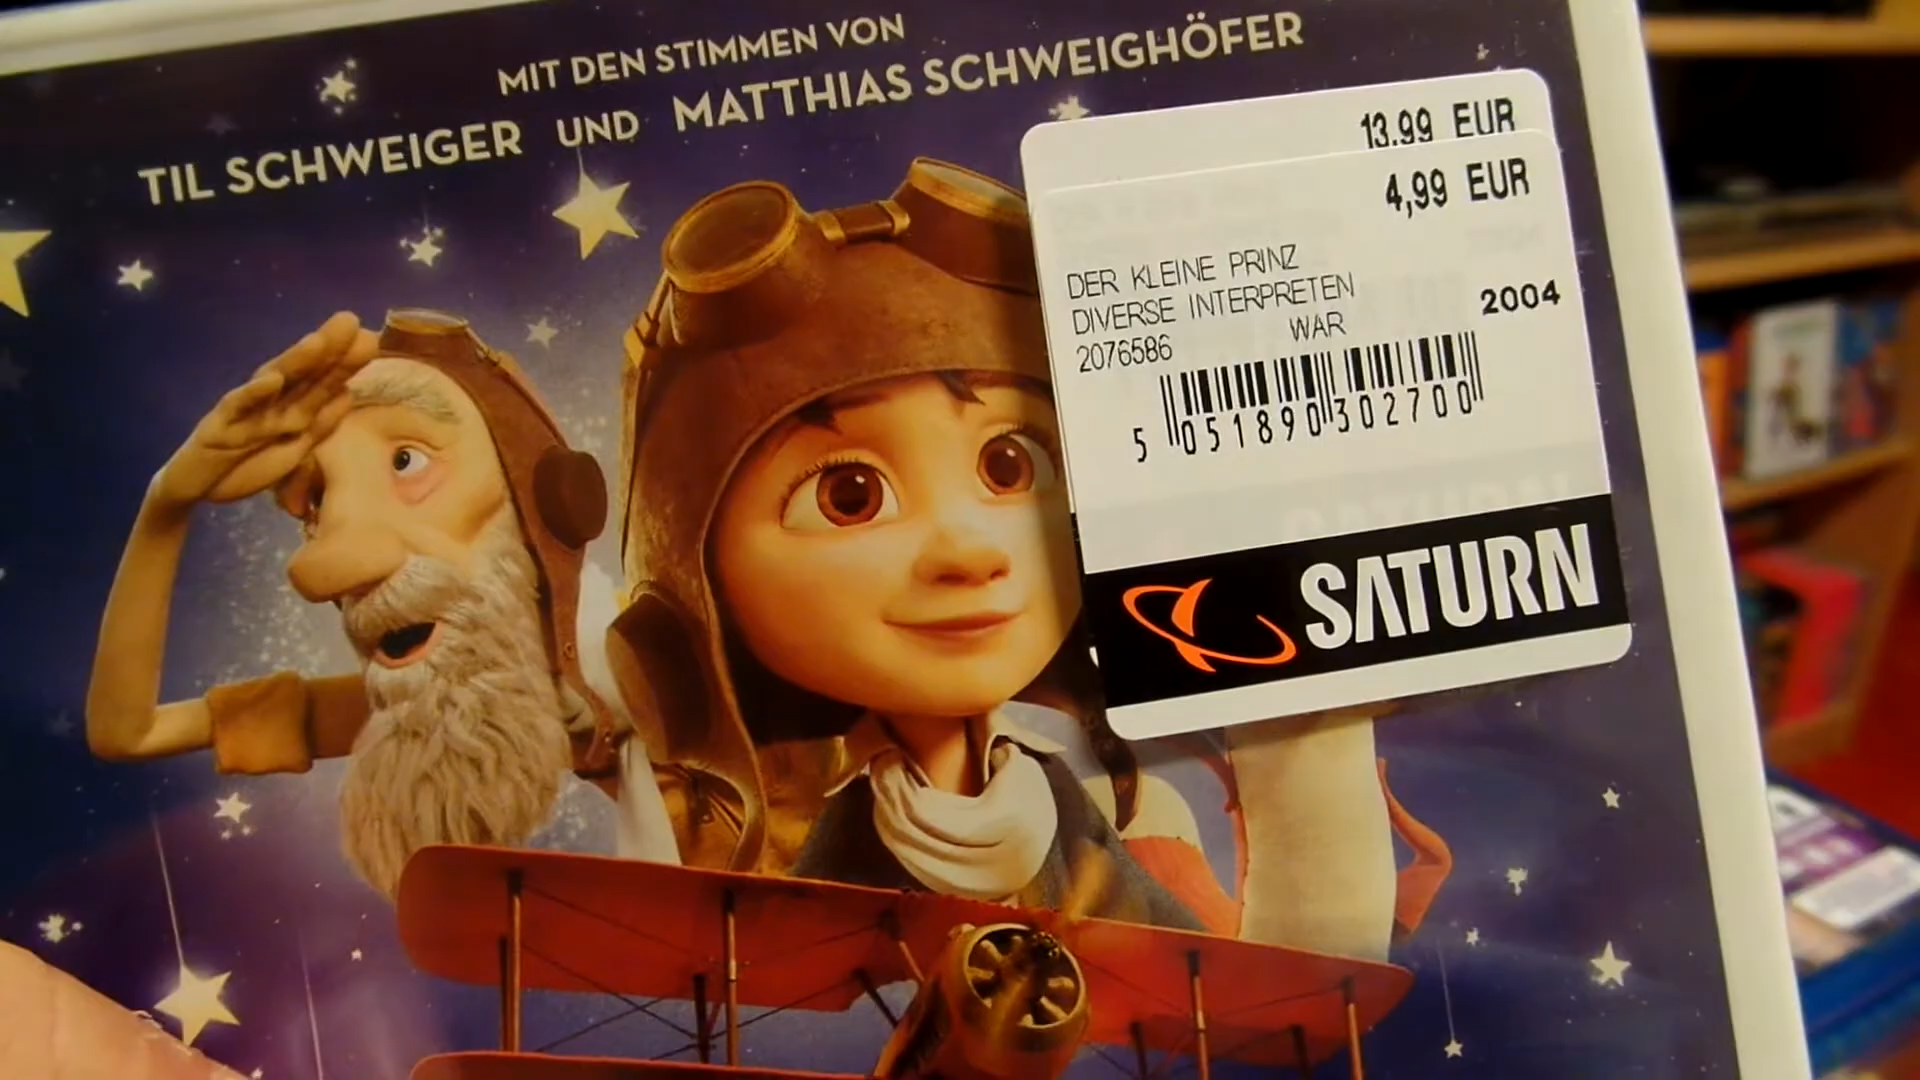 MIT DEN STIMMEN VON
TIL SCHWEIGER UND MATTHIAS SCHWEIGHÖFER
13.99 EUR
4,99 EUR
DER KLEINE PRINZ
DIVERSE INTERPRETEN 2004
2076586 WAR
5 051890 302700
SATURN